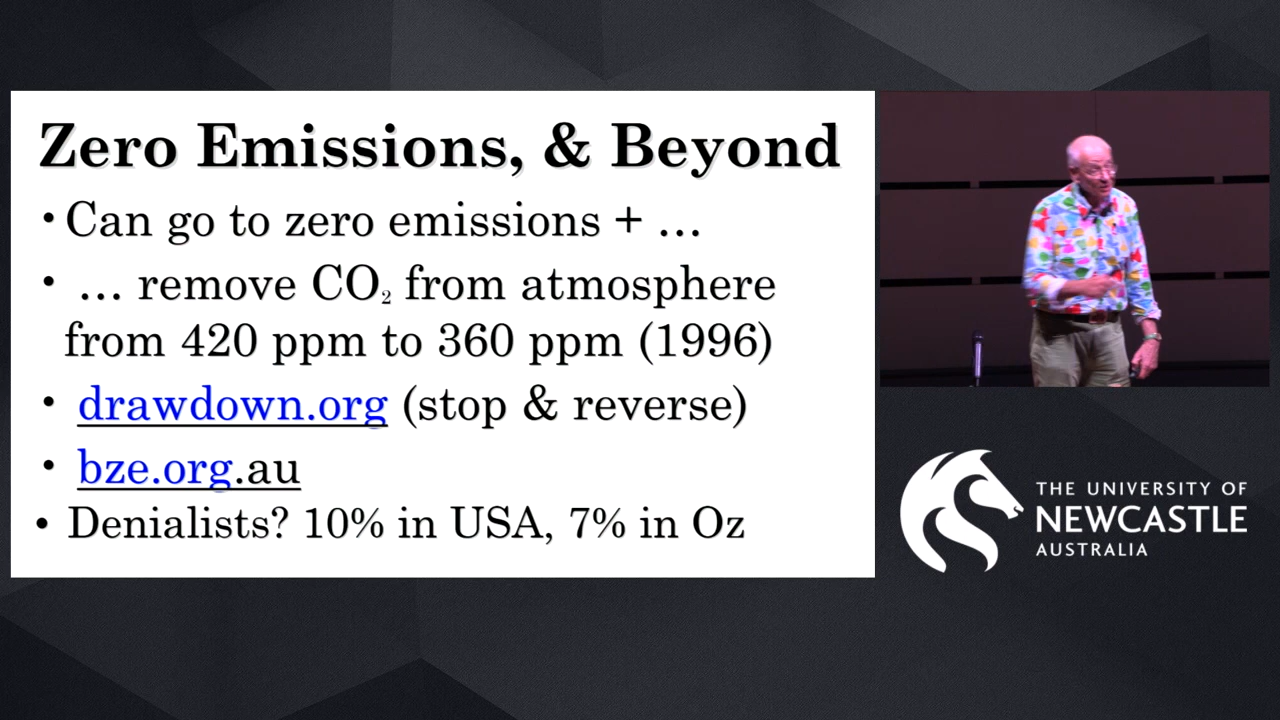 Zero Emissions, & Beyond
• Can go to zero emissions + …
• … remove CO₂ from atmosphere
from 420 ppm to 360 ppm (1996)
• drawdown.org (stop & reverse)
• bze.org.au
• Denialists? 10% in USA, 7% in Oz
THE UNIVERSITY OF
NEWCASTLE
AUSTRALIA